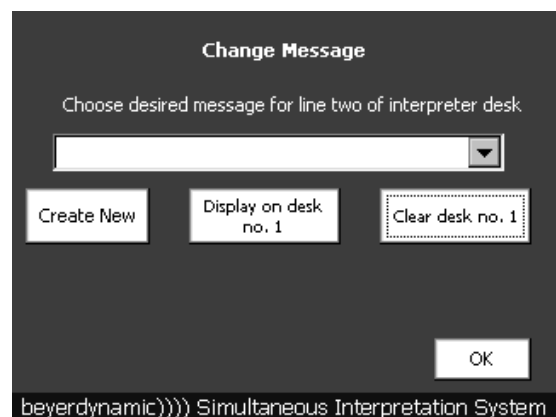 Change Message
Choose desired message for line two of interpreter desk
Create New
Display on desk
no. 1
Clear desk no. 1
OK
beyerdynamic)))) Simultaneous Interpretation System